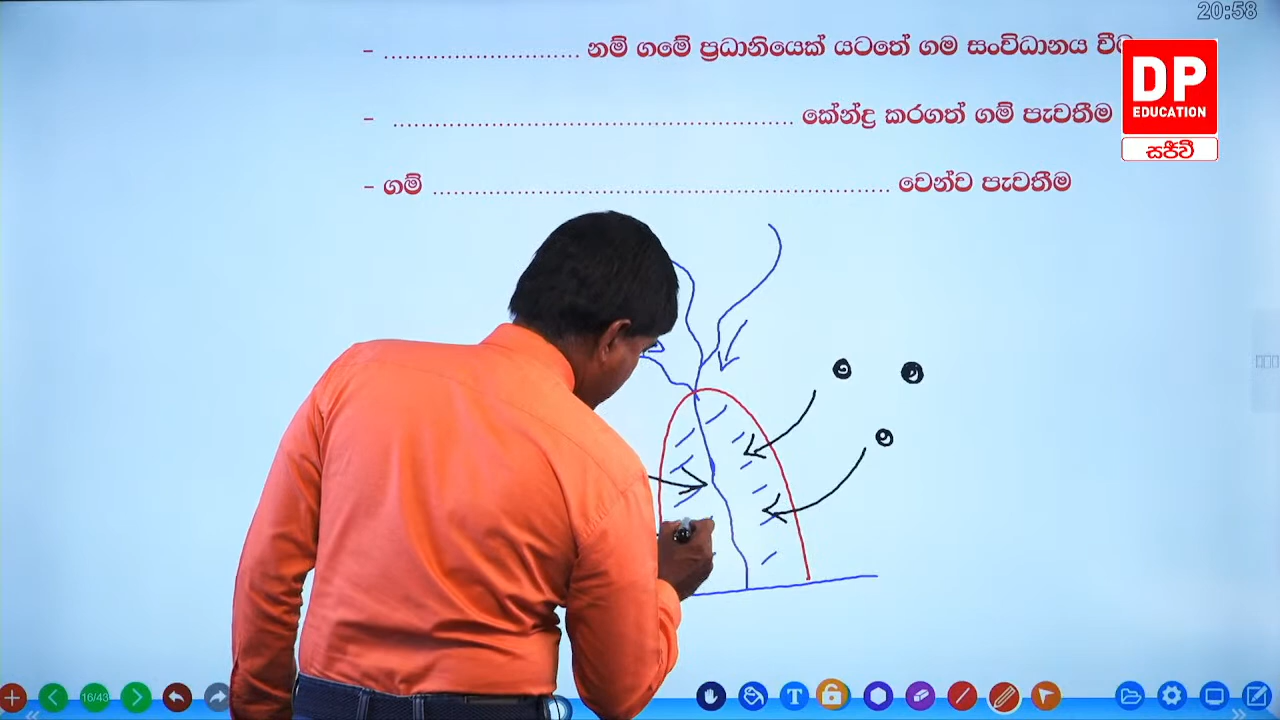 20:58
- ........................... නම් ගමේ ප්‍රධානියෙක් යටතේ ගම සංවිධානය
- ........................................................ කේන්ද්‍ර කරගත් ගම් පැවතීම
- ගම් ................................................................ වෙන්ව පැවතීම
DP
EDUCATION
සජීවී
16/43
T